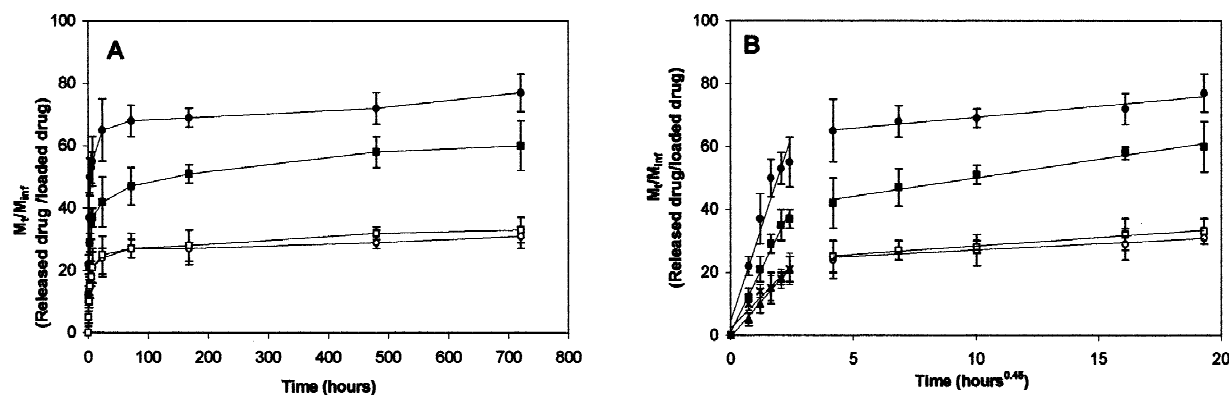 A
M_t/M_inf
(Released drug /loaded drug)
100
80
60
40
20
0
0 100 200 300 400 500 600 700 800
Time (hours)
B
M_t/M_inf
(Released drug/loaded drug)
100
80
60
40
20
0
0 5 10 15 20
Time (hours^0.45)